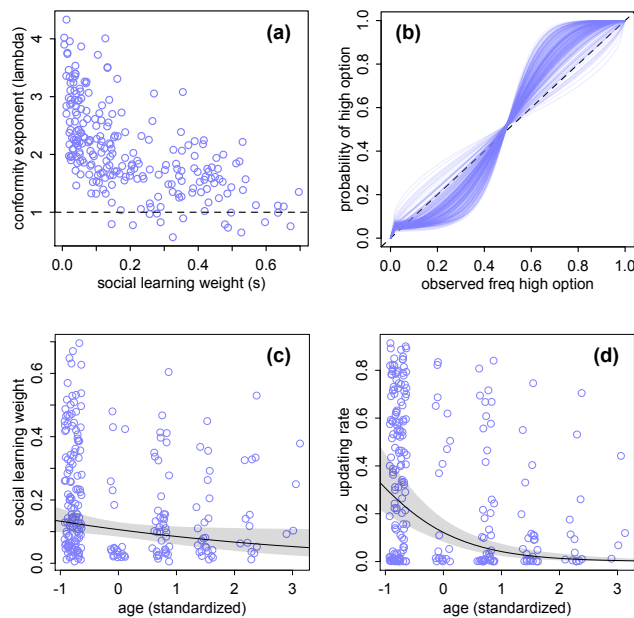 (a)
conformity exponent (lambda)
4
3
2
1
0.0 0.2 0.4 0.6
social learning weight (s)
(b)
probability of high option
1.0
0.8
0.6
0.4
0.2
0.0
0.0 0.2 0.4 0.6 0.8 1.0
observed freq high option
(c)
social learning weight
0.6
0.4
0.2
0.0
-1 0 1 2 3
age (standardized)
(d)
updating rate
0.8
0.6
0.4
0.2
0.0
-1 0 1 2 3
age (standardized)